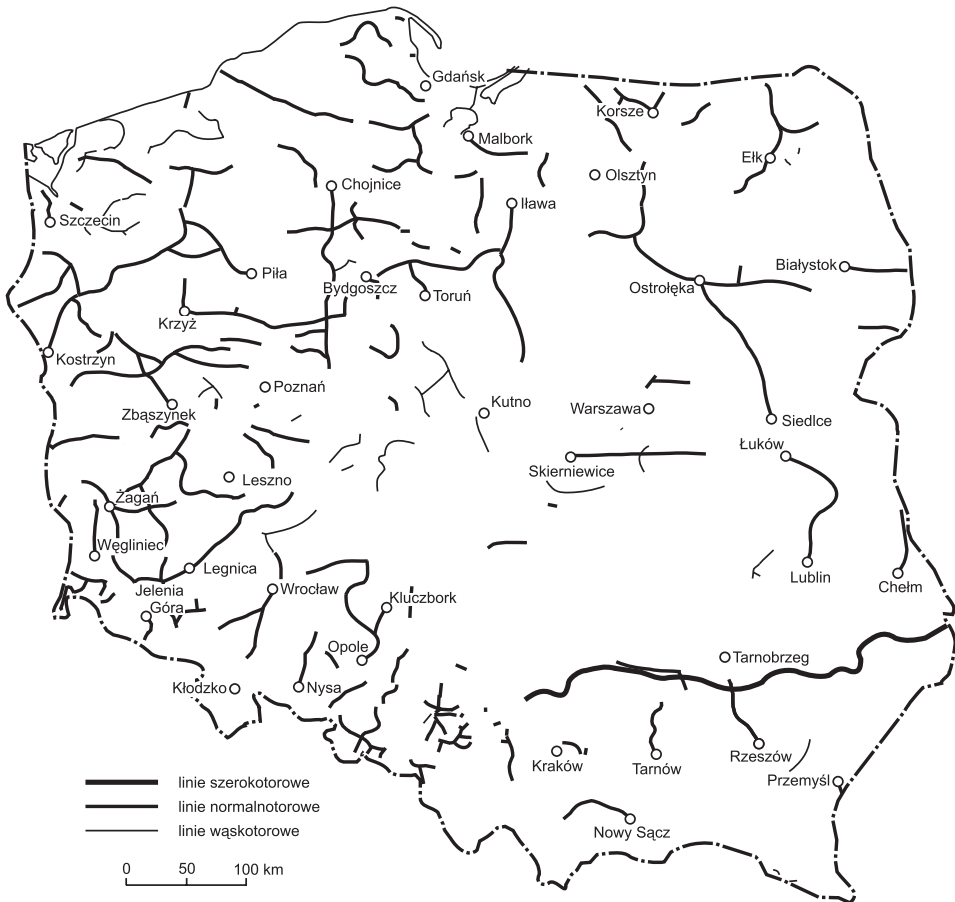 Gdańsk
Korsze
Malbork
Ełk
Olsztyn
Chojnice
Iława
Szczecin
Białystok
Piła
Bydgoszcz
Toruń
Ostrołęka
Krzyż
Kostrzyn
Poznań
Zbąszynek
Kutno
Warszawa
Siedlce
Łuków
Skierniewice
Leszno
Żagań
Węgliniec
Legnica
Lublin
Chełm
Jelenia
Góra
Wrocław
Kluczbork
Opole
Tarnobrzeg
Kłodzko
Nysa
Kraków
Tarnów
Rzeszów
Przemyśl
Nowy Sącz
linie szerokotorowe
linie normalnotorowe
linie wąskotorowe
0 50 100 km